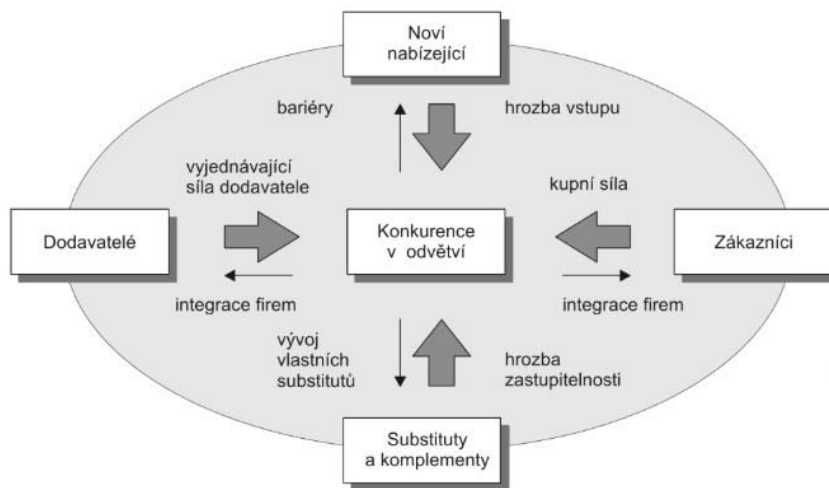 Noví
nabízející
bariéry
hrozba vstupu
vyjednávající
síla dodavatele
kupní síla
Dodavatelé
Konkurence
v odvětví
Zákazníci
integrace firem
integrace firem
vývoj
vlastních
substitutů
hrozba
zastupitelnosti
Substituty
a komplementy